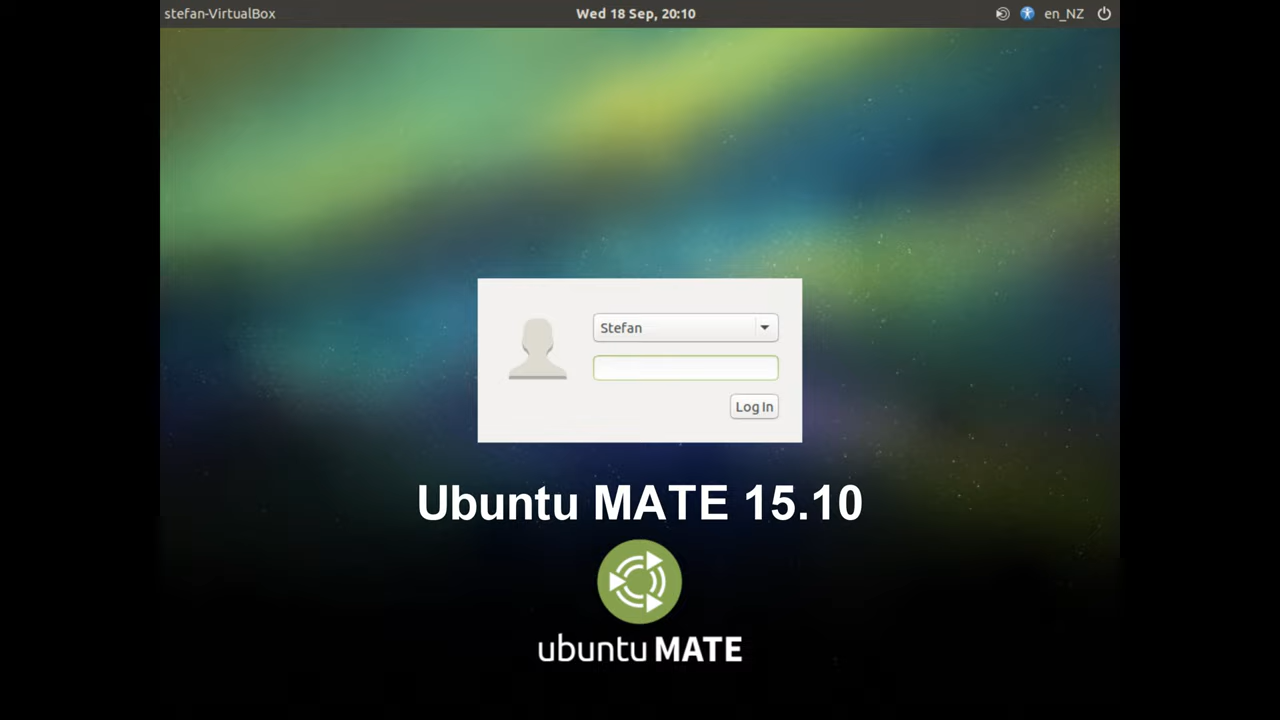 stefan-VirtualBox
Wed 18 Sep, 20:10
en_NZ
Stefan
Log In
Ubuntu MATE 15.10
ubuntu MATE